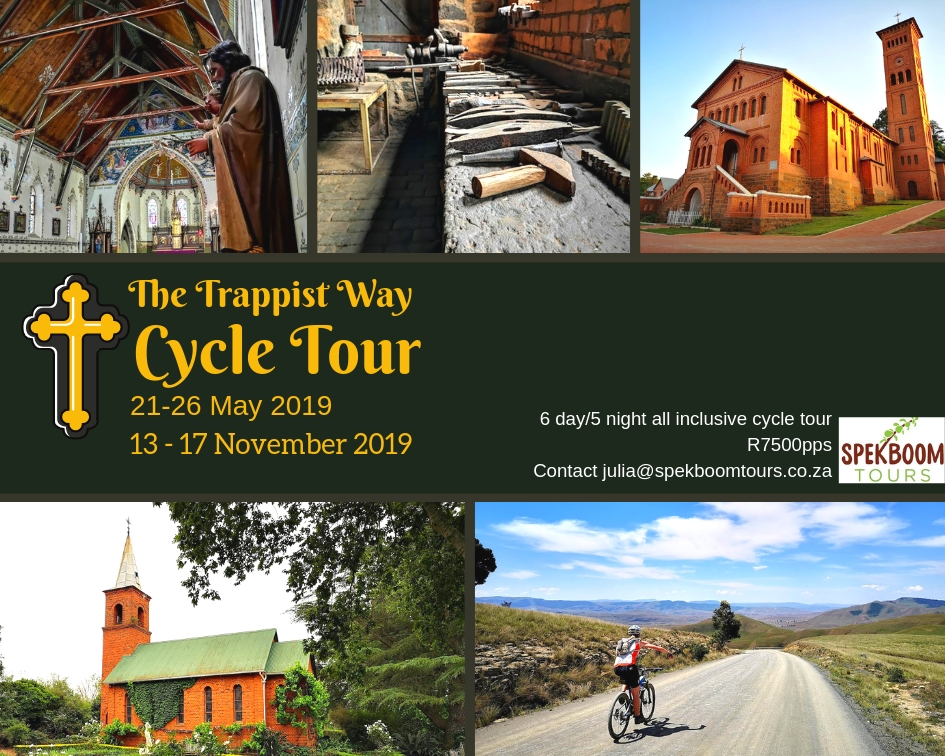 The Trappist Way
Cycle Tour
21-26 May 2019
13 - 17 November 2019
6 day/5 night all inclusive cycle tour
R7500pps
Contact julia@spekboomtours.co.za
SPEKBOOM
TOURS